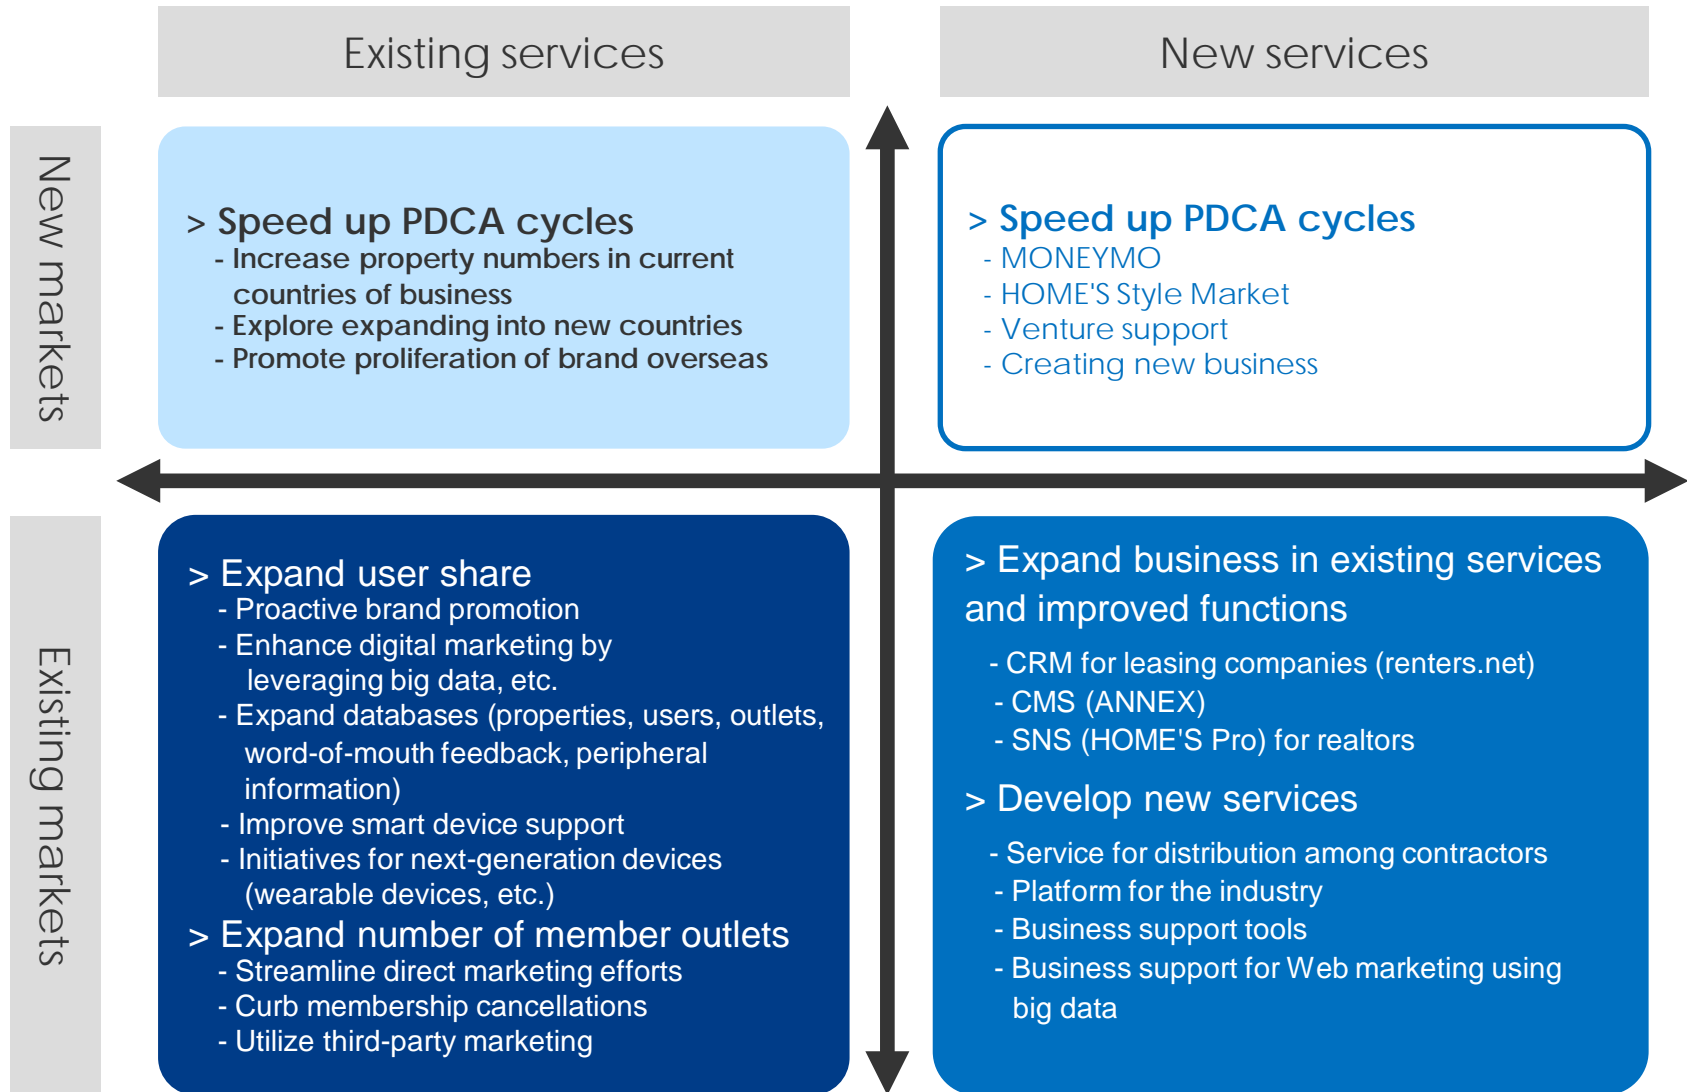 Existing services
New services
New markets
> Speed up PDCA cycles
- Increase property numbers in current
countries of business
- Explore expanding into new countries
- Promote proliferation of brand overseas
> Speed up PDCA cycles
- MONEYMO
- HOME'S Style Market
- Venture support
- Creating new business
Existing markets
> Expand user share
- Proactive brand promotion
- Enhance digital marketing by
leveraging big data, etc.
- Expand databases (properties, users, outlets,
word-of-mouth feedback, peripheral
information)
- Improve smart device support
- Initiatives for next-generation devices
(wearable devices, etc.)
> Expand number of member outlets
- Streamline direct marketing efforts
- Curb membership cancellations
- Utilize third-party marketing
> Expand business in existing services
and improved functions
- CRM for leasing companies (renters.net)
- CMS (ANNEX)
- SNS (HOME'S Pro) for realtors
> Develop new services
- Service for distribution among contractors
- Platform for the industry
- Business support tools
- Business support for Web marketing using
big data